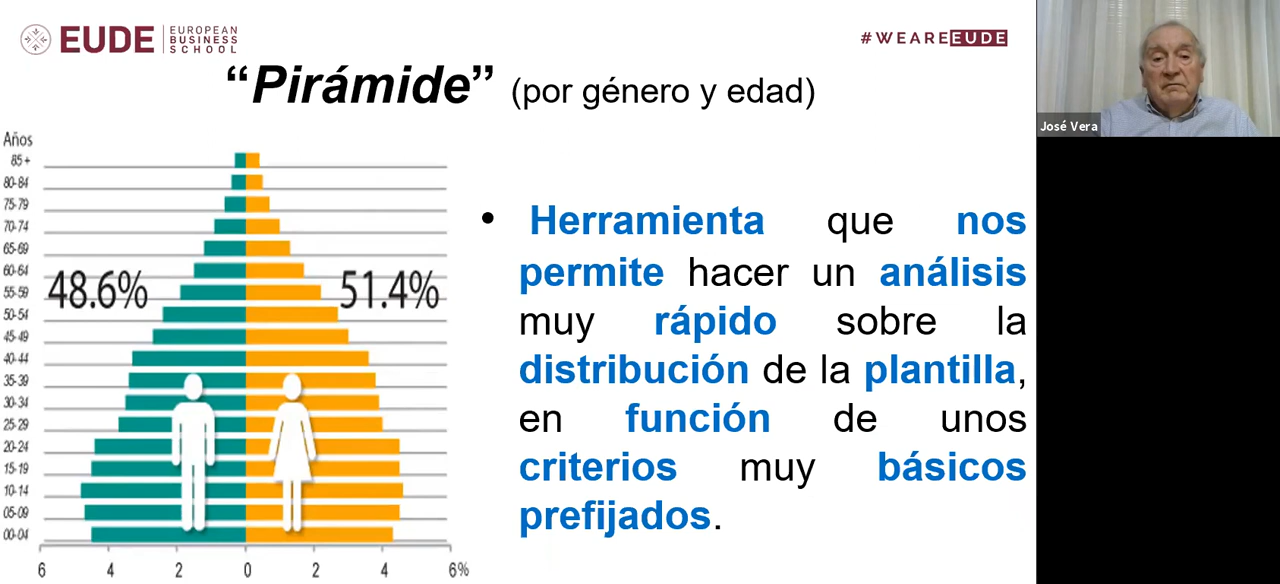 EUDE EUROPEAN BUSINESS SCHOOL
#WEAREEUDE
“Pirámide” (por género y edad)
José Vera
Años
85 +
80-84
75-79
70-74
65-69
60-64
55-59
50-54
45-49
40-44
35-39
30-34
25-29
20-24
15-19
10-14
05-09
00-04
48.6% 51.4%
6 4 2 0 2 4 6%
• Herramienta que nos
permite hacer un análisis
muy rápido sobre la
distribución de la plantilla,
en función de unos
criterios muy básicos
prefijados.